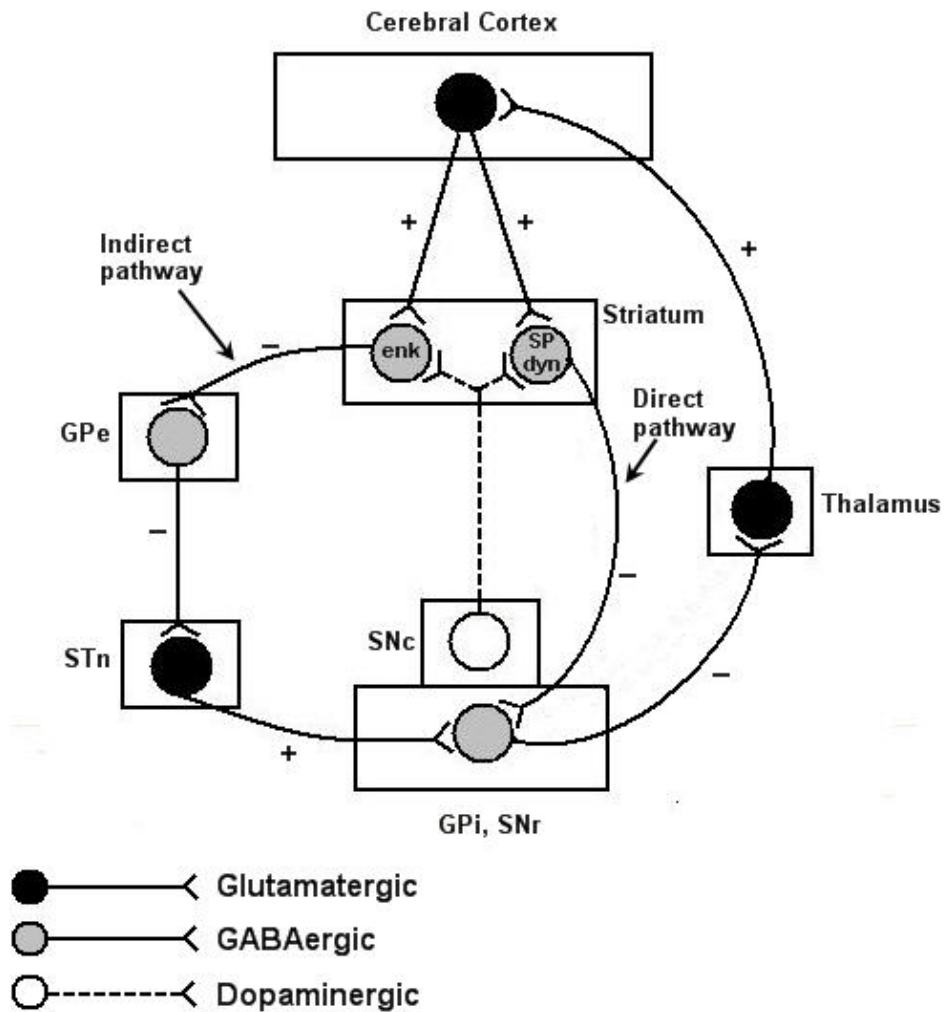 Cerebral Cortex
+
+
+
Indirect
pathway
Striatum
–
enk
SP
dyn
Direct
pathway
GPe
Thalamus
–
–
SNc
STn
–
+
GPi, SNr
Glutamatergic
GABAergic
Dopaminergic